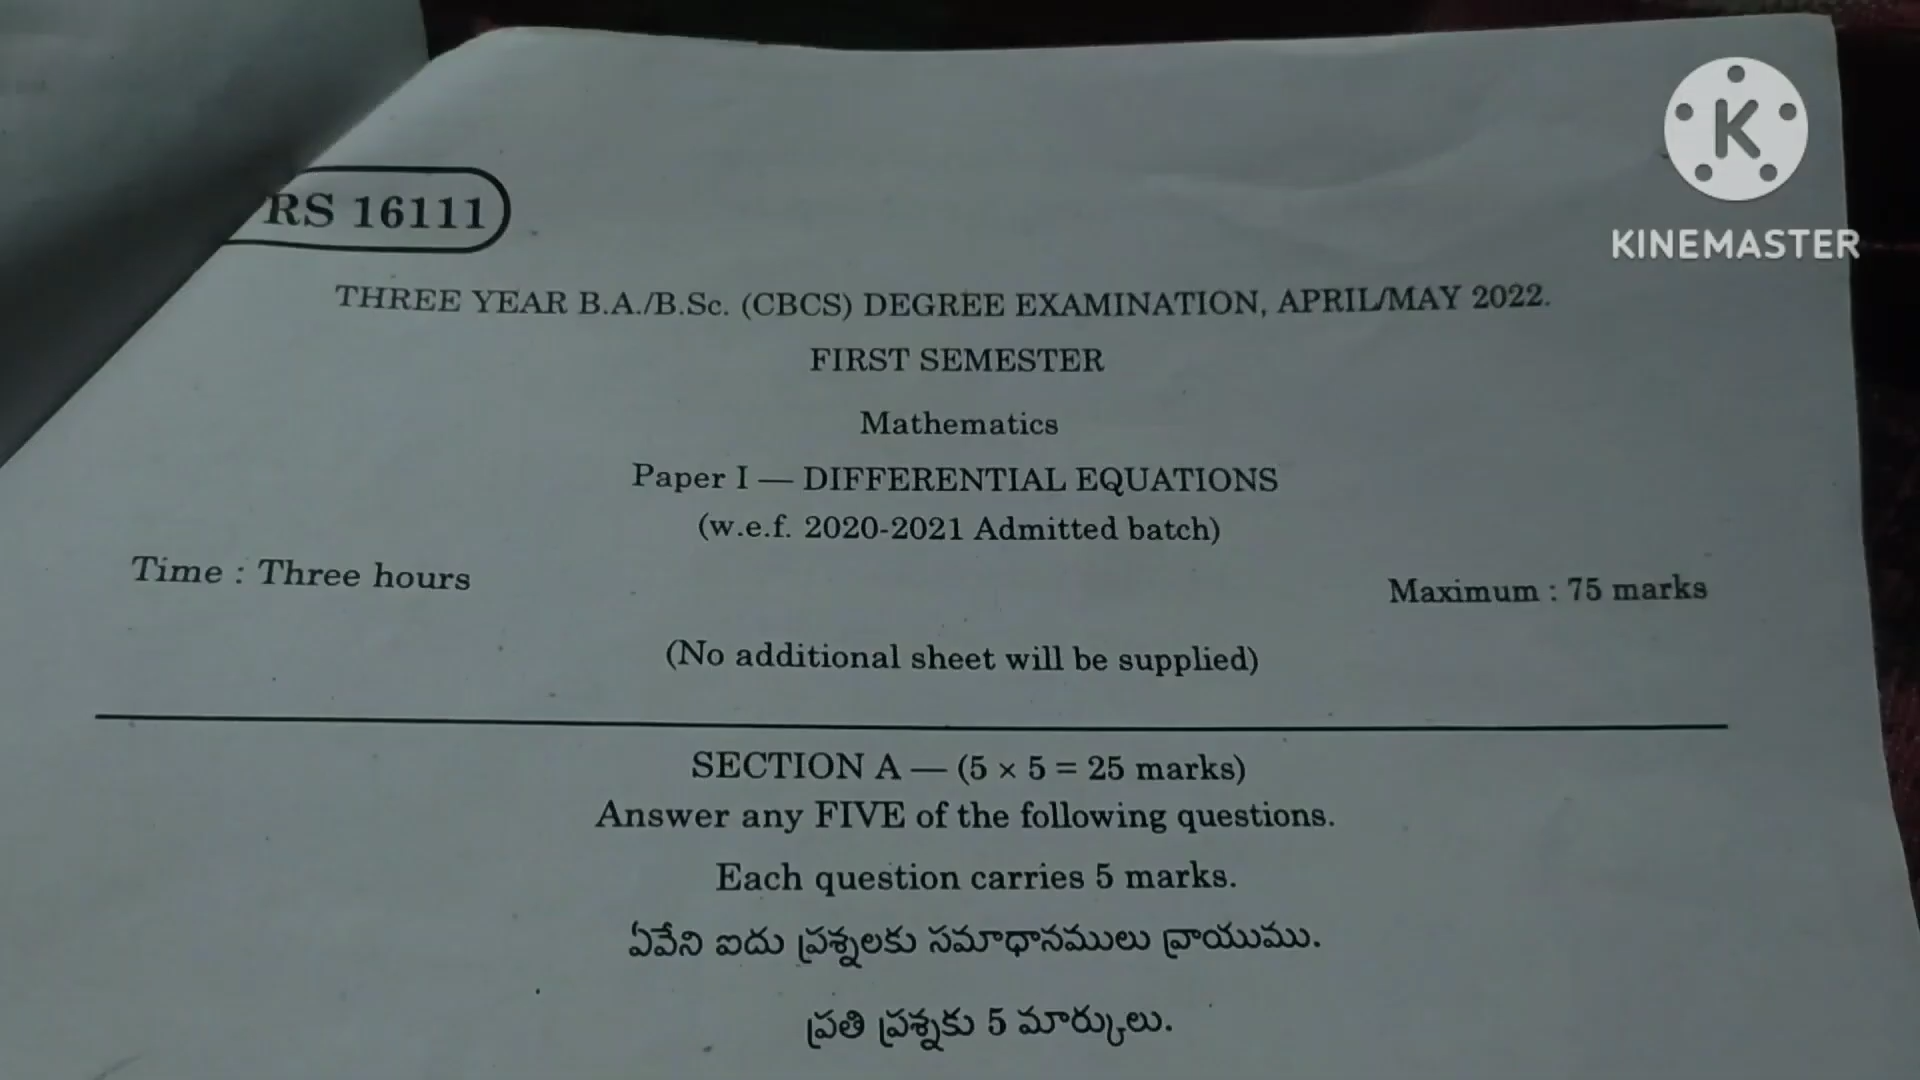 RS 16111
THREE YEAR B.A./B.Sc. (CBCS) DEGREE EXAMINATION, APRIL/MAY 2022.
FIRST SEMESTER
Mathematics
Paper I — DIFFERENTIAL EQUATIONS
(w.e.f. 2020-2021 Admitted batch)
Time : Three hours
Maximum : 75 marks
(No additional sheet will be supplied)
SECTION A — (5 × 5 = 25 marks)
Answer any FIVE of the following questions.
Each question carries 5 marks.
ఏవేని ఐదు ప్రశ్నలకు సమాధానములు వ్రాయుము.
ప్రతి ప్రశ్నకు 5 మార్కులు.
K
KINEMASTER